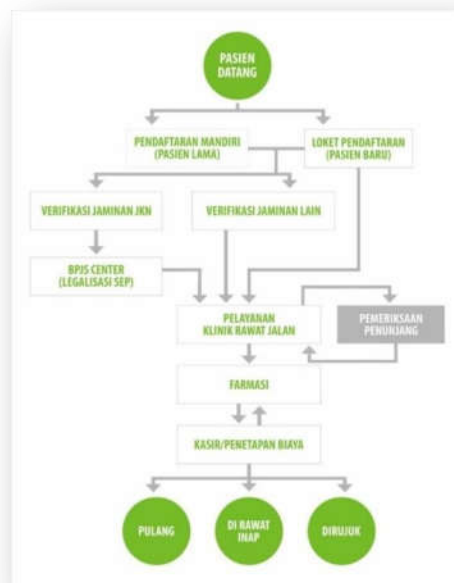 PASIEN
DATANG
PENDAFTARAN MANDIRI
(PASIEN LAMA)
LOKET PENDAFTARAN
(PASIEN BARU)
VERIFIKASI JAMINAN JKN
VERIFIKASI JAMINAN LAIN
BPJS CENTER
(LEGALISASI SEP)
PELAYANAN
KLINIK RAWAT JALAN
PEMERIKSAAN
PENUNJANG
FARMASI
KASIR/PENETAPAN BIAYA
PULANG
DI RAWAT
INAP
DIRUJUK